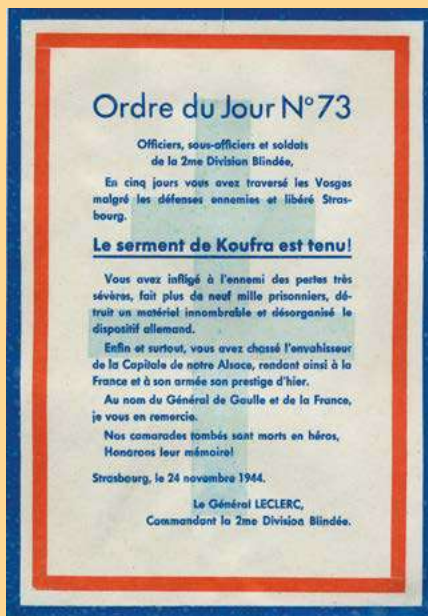 Ordre du Jour N° 73
Officiers, sous-officiers et soldats
de la 2me Division Blindée,
En cinq jours vous avez traversé les Vosges
malgré les défenses ennemies et libéré Stras-
bourg.
Le serment de Koufra est tenu!
Vous avez infligé à l'ennemi des pertes très
sévères, fait plus de neuf mille prisonniers, dé-
truit un matériel innombrable et désorganisé le
dispositif allemand.
Enfin et surtout, vous avez chassé l'envahisseur
de la Capitale de notre Alsace, rendant ainsi à la
France et à son armée son prestige d'hier.
Au nom du Général de Gaulle et de la France,
je vous en remercie.
Nos camarades tombés sont morts en héros,
Honorons leur mémoire!
Strasbourg, le 24 novembre 1944.
Le Général LECLERC,
Commandant la 2me Division Blindée.